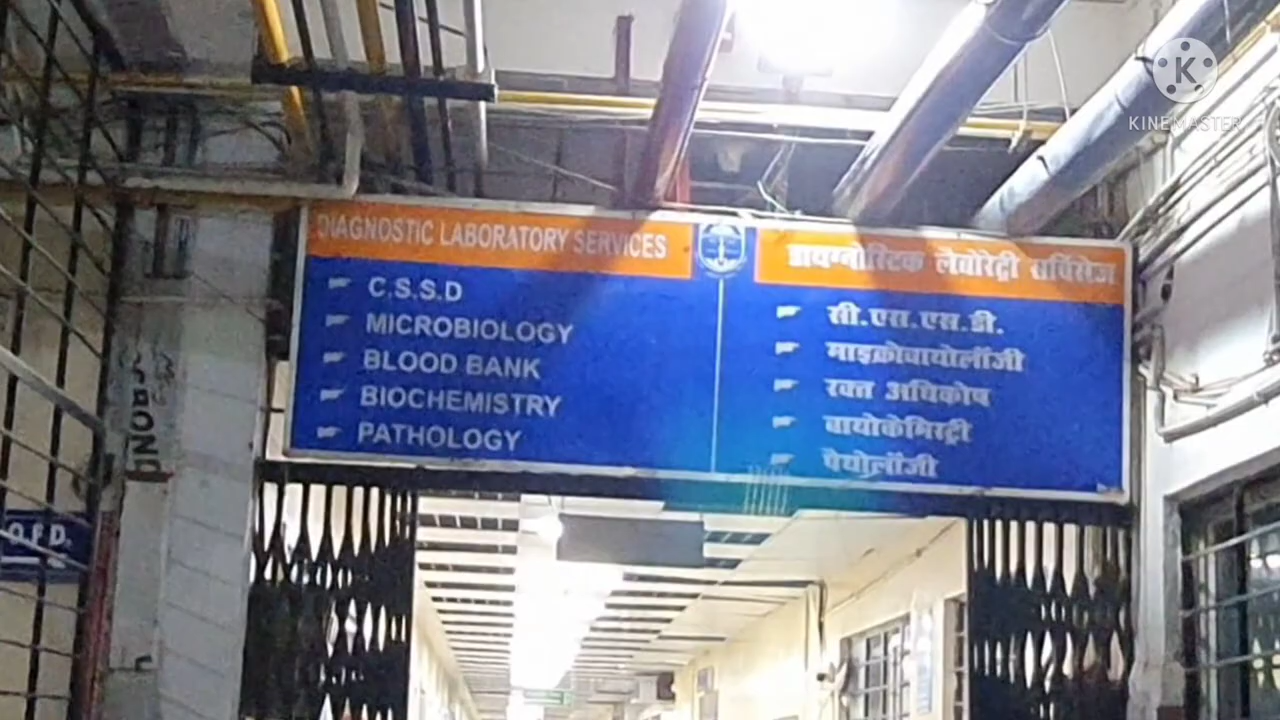 DIAGNOSTIC LABORATORY SERVICES
C.S.S.D
MICROBIOLOGY
BLOOD BANK
BIOCHEMISTRY
PATHOLOGY
डायग्नोस्टिक लेबोरेट्री सर्विसेज
सी.एस.एस.डी.
माइक्रोबायोलॉजी
रक्त अधिकोष
बायोकेमिस्ट्री
पैथोलॉजी
O.P.D.
K
KINEMASTER